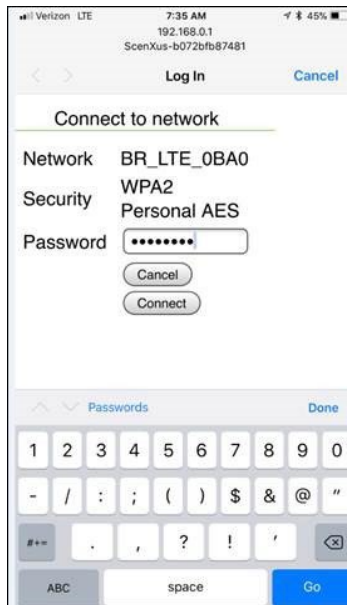 Verizon LTE 7:35 AM 45%
192.168.0.1
ScenXus-b072bfb87481
Log In Cancel
Connect to network
Network BR_LTE_0BA0
Security WPA2
Personal AES
Password ••••••••
Cancel
Connect
Passwords Done
1 2 3 4 5 6 7 8 9 0
- / : ; ( ) $ & @ "
#+= . , ? ! '
ABC space Go